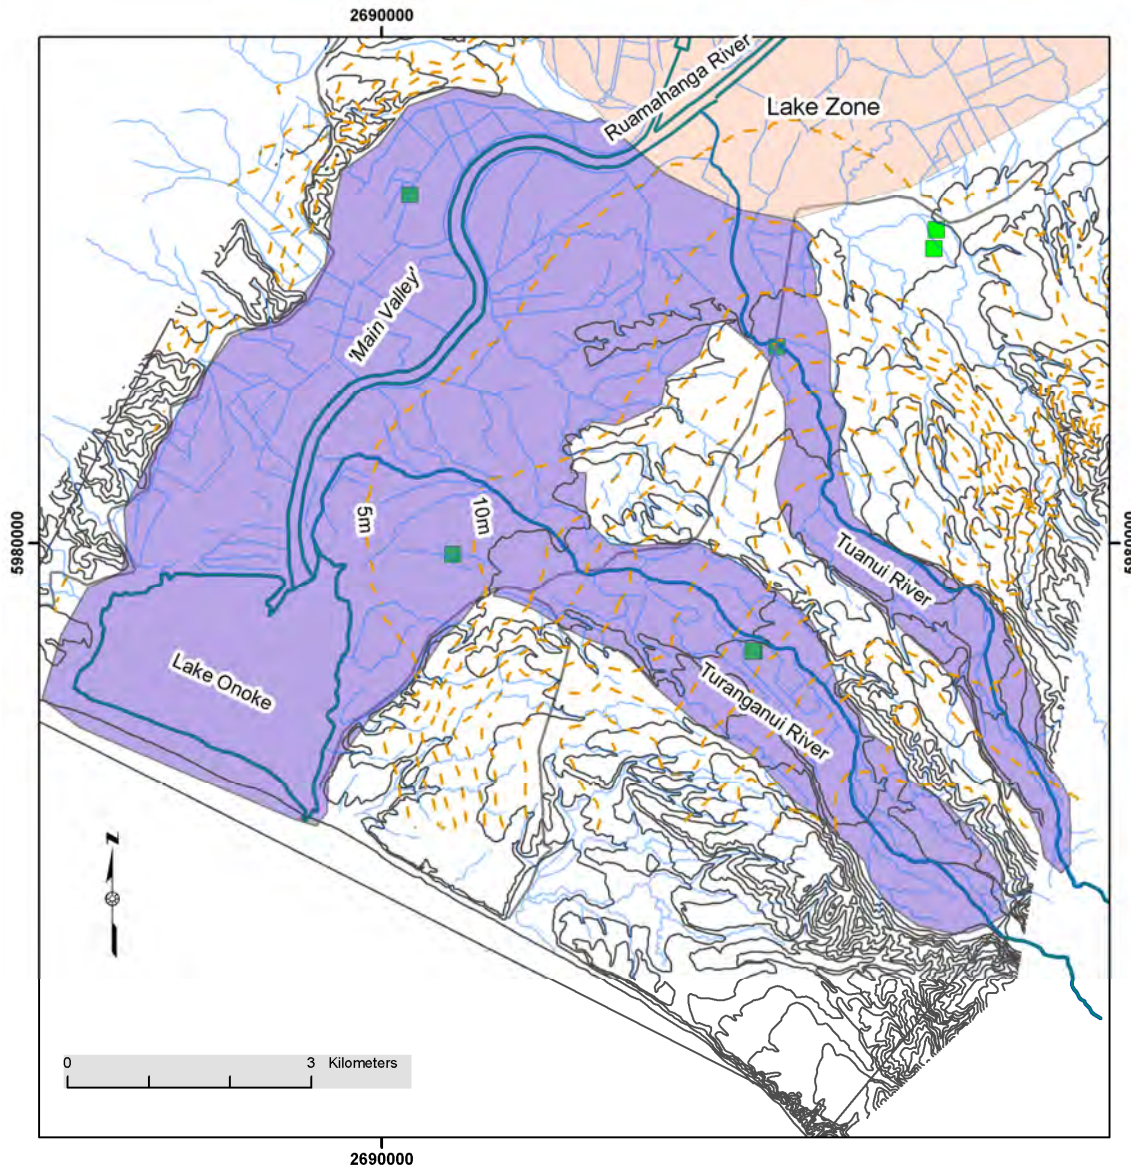 2690000
Ruamahanga River
Lake Zone
'Main Valley'
5m
10m
5980000
5980000
Tuanui River
Lake Onoke
Turanganui River
z
0 3 Kilometers
2690000